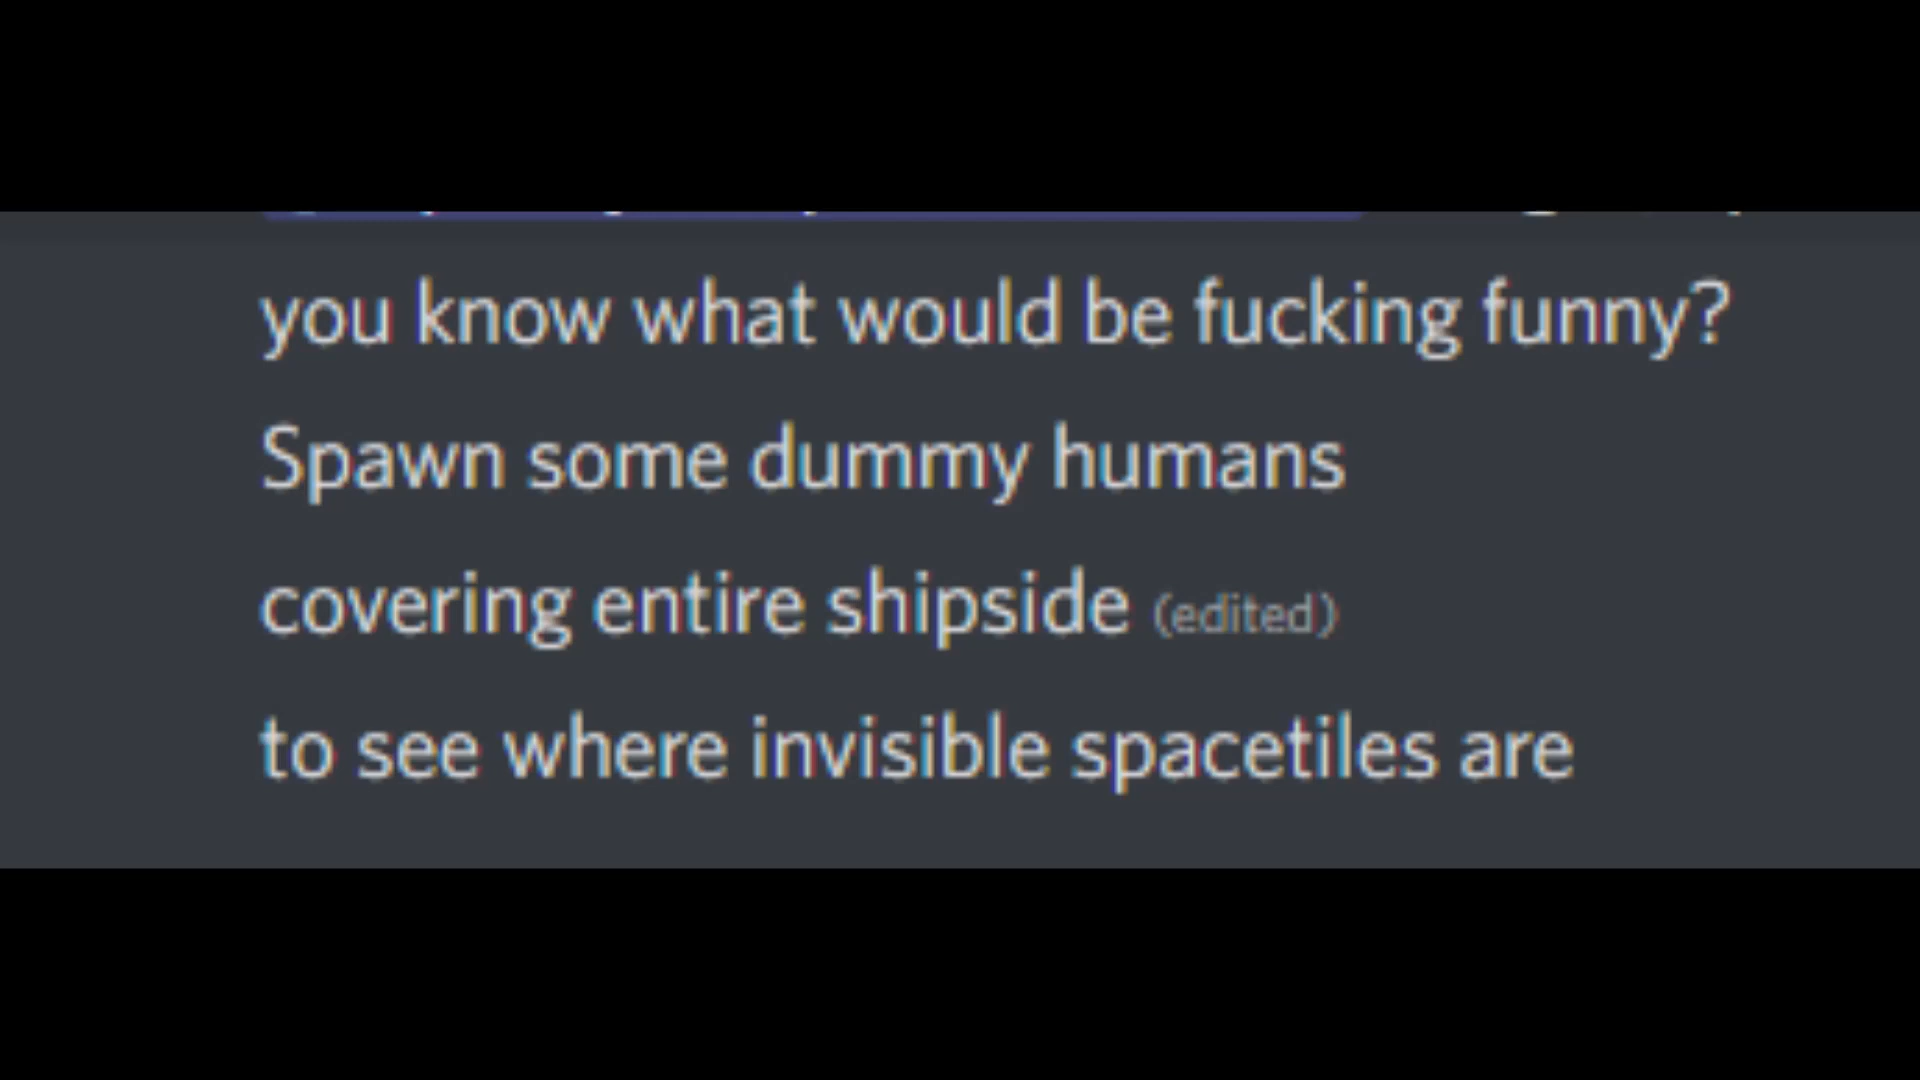 you know what would be fucking funny?
Spawn some dummy humans
covering entire shipside (edited)
to see where invisible spacetiles are